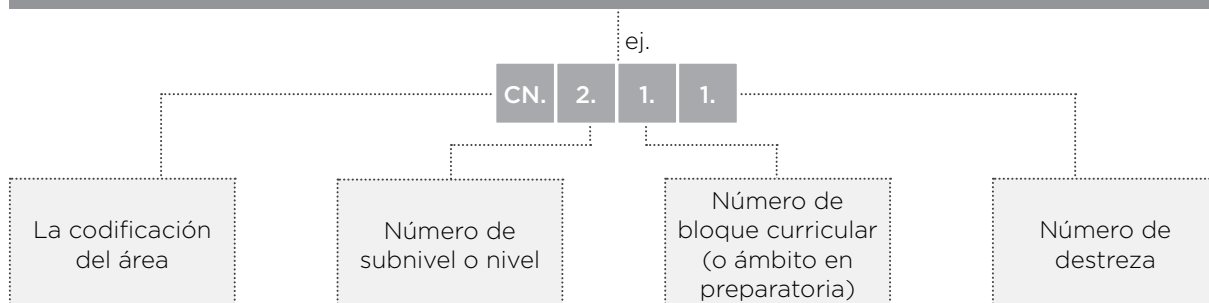 ej.
CN. 2. 1. 1.
La codificación
del área
Número de
subnivel o nivel
Número de
bloque curricular
(o ámbito en
preparatoria)
Número de
destreza